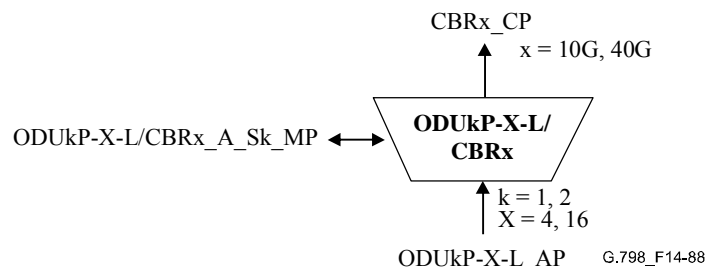 CBRx_CP
x = 10G, 40G
ODUkP-X-L/CBRx_A_Sk_MP
ODUkP-X-L/
CBRx
k = 1, 2
X = 4, 16
ODUkP-X-L_AP
G.798_F14-88